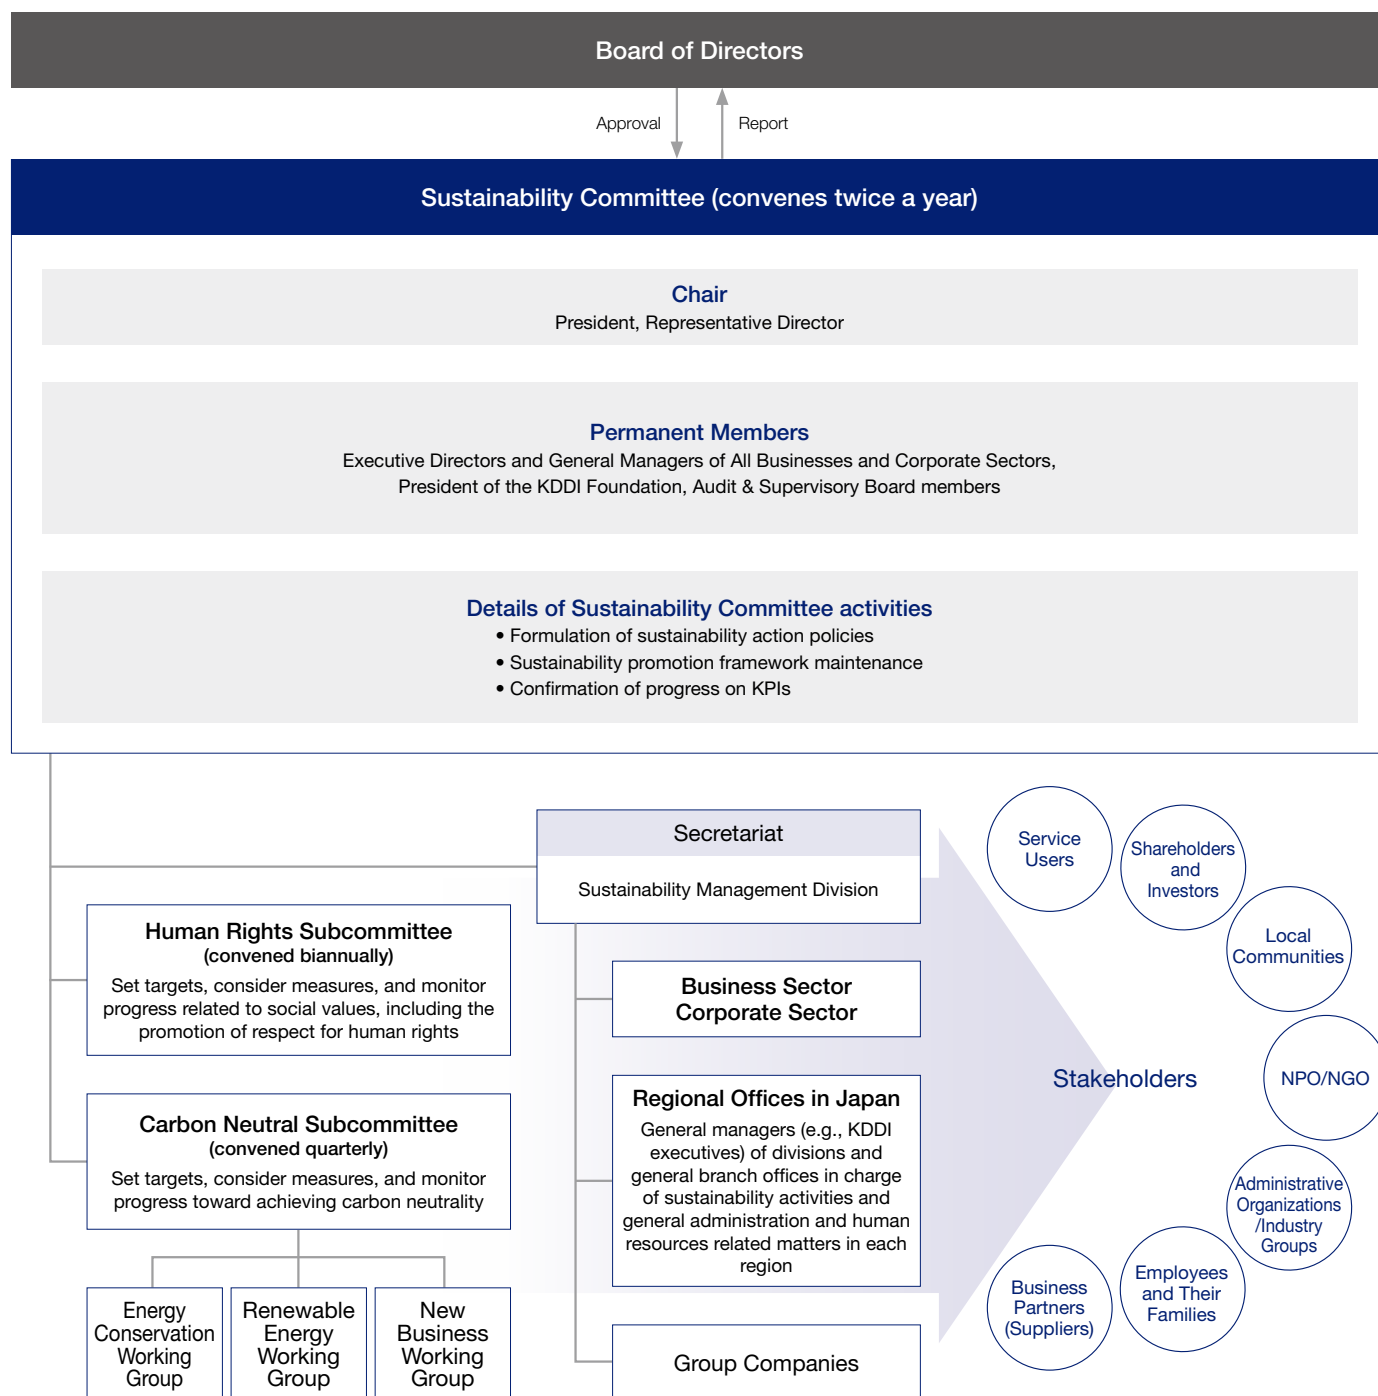 Board of Directors
Approval
Report
Sustainability Committee (convenes twice a year)
Chair
President, Representative Director
Permanent Members
Executive Directors and General Managers of All Businesses and Corporate Sectors,
President of the KDDI Foundation, Audit & Supervisory Board members
Details of Sustainability Committee activities
• Formulation of sustainability action policies
• Sustainability promotion framework maintenance
• Confirmation of progress on KPIs
Secretariat
Sustainability Management Division
Human Rights Subcommittee
(convened biannually)
Set targets, consider measures, and monitor
progress related to social values, including the
promotion of respect for human rights
Carbon Neutral Subcommittee
(convened quarterly)
Set targets, consider measures, and monitor
progress toward achieving carbon neutrality
Energy
Conservation
Working
Group
Renewable
Energy
Working
Group
New
Business
Working
Group
Business Sector
Corporate Sector
Regional Offices in Japan
General managers (e.g., KDDI
executives) of divisions and
general branch offices in charge
of sustainability activities and
general administration and human
resources related matters in each
region
Group Companies
Stakeholders
Service
Users
Shareholders
and
Investors
Local
Communities
NPO/NGO
Administrative
Organizations
/Industry
Groups
Employees
and Their
Families
Business
Partners
(Suppliers)